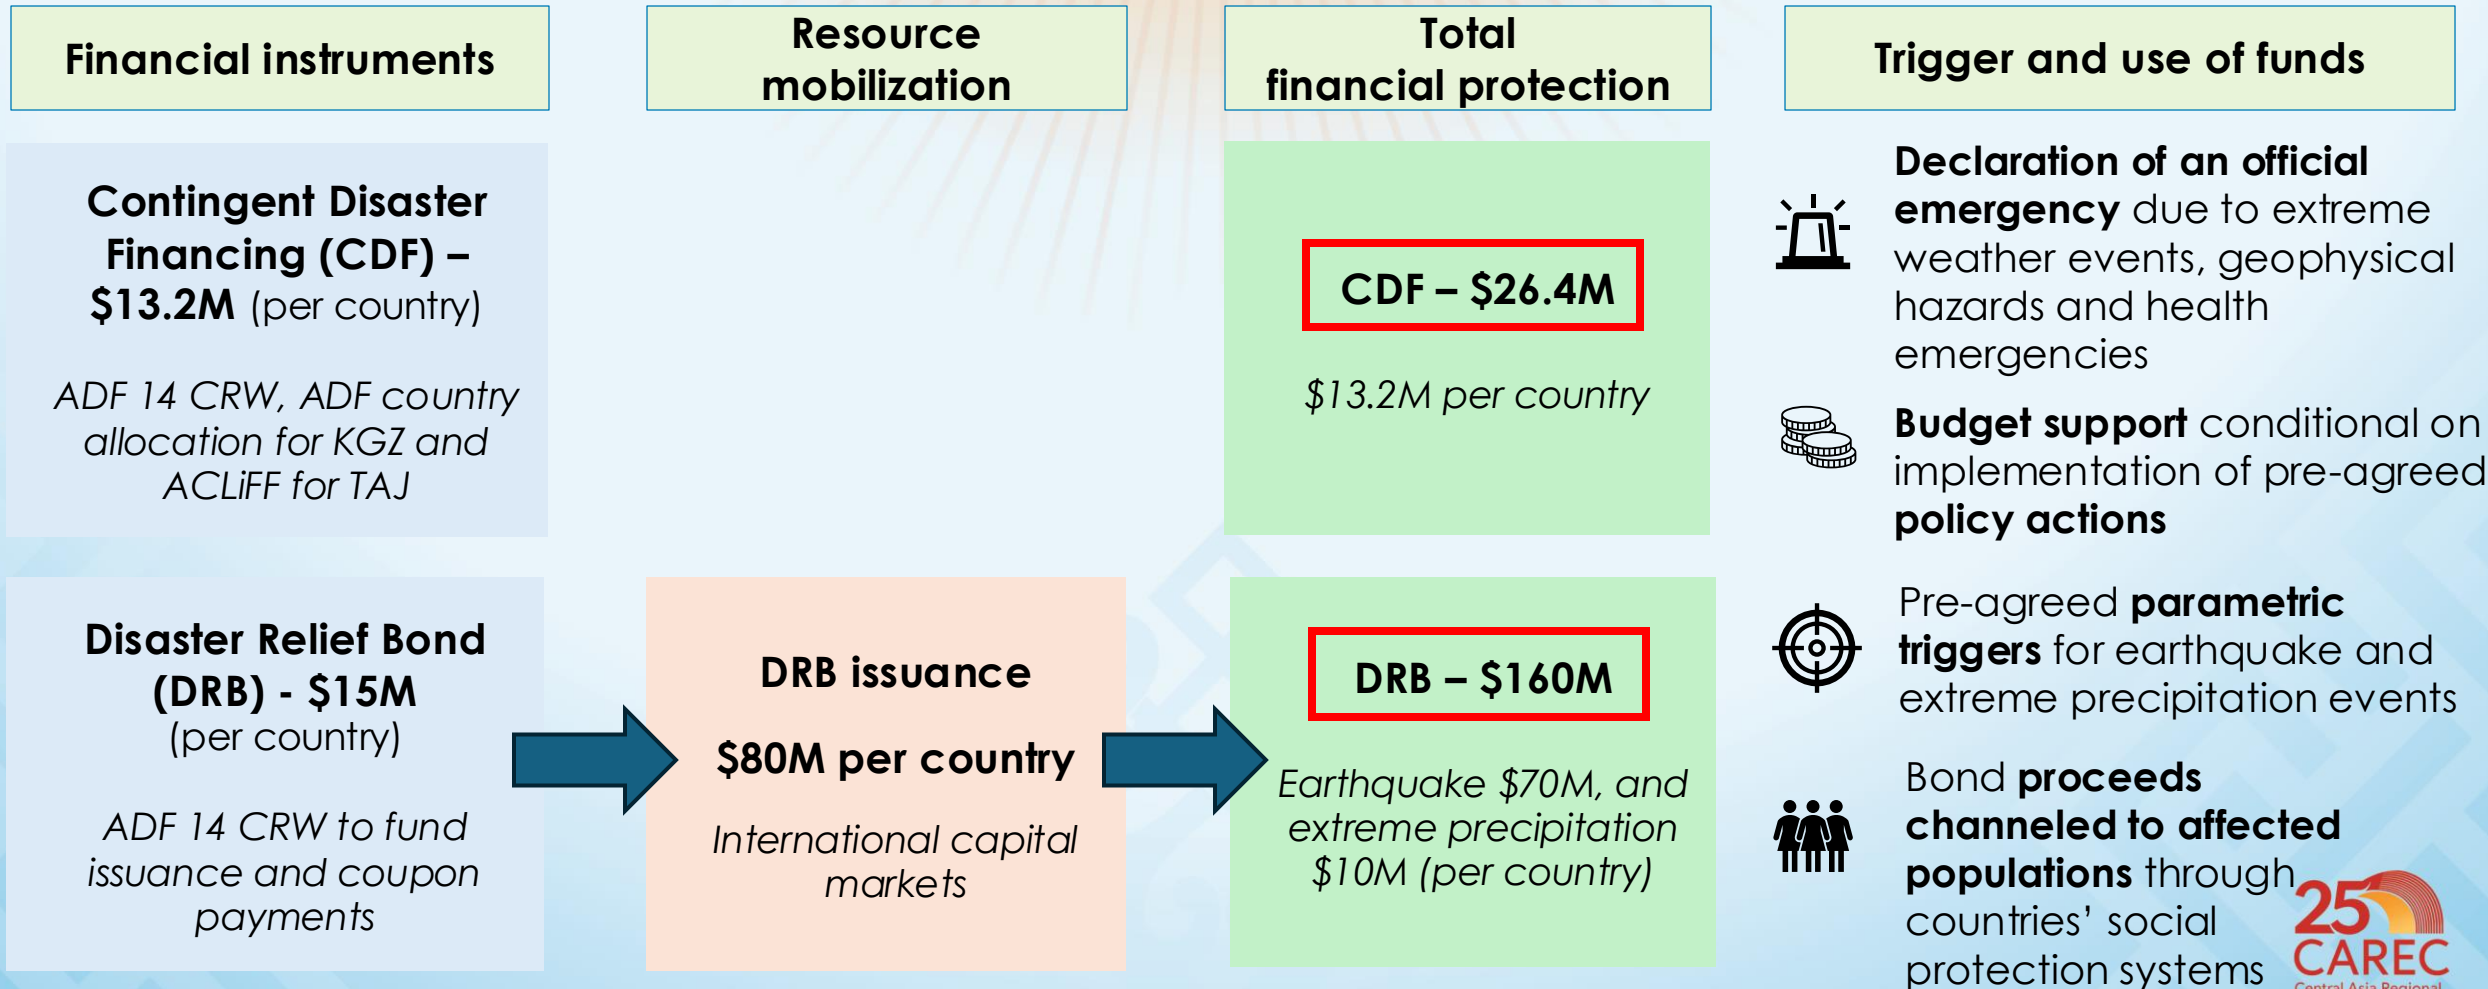 Financial instruments
Resource
mobilization
Total
financial protection
Trigger and use of funds
Contingent Disaster
Financing (CDF) –
$13.2M (per country)
ADF 14 CRW, ADF country
allocation for KGZ and
ACLiFF for TAJ
CDF – $26.4M
$13.2M per country
Declaration of an official
emergency due to extreme
weather events, geophysical
hazards and health
emergencies
Budget support conditional on
implementation of pre-agreed
policy actions
Disaster Relief Bond
(DRB) - $15M
(per country)
ADF 14 CRW to fund
issuance and coupon
payments
DRB issuance
$80M per country
International capital
markets
DRB – $160M
Earthquake $70M, and
extreme precipitation
$10M (per country)
Pre-agreed parametric
triggers for earthquake and
extreme precipitation events
Bond proceeds
channeled to affected
populations through
countries’ social
protection systems
25
CAREC
Central Asia Regional